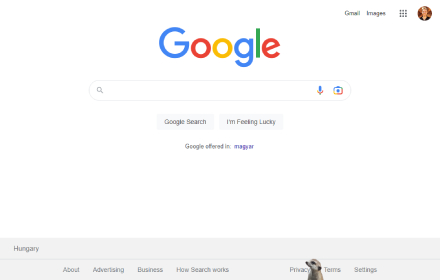 Gmail Images
Google
Google Search I'm Feeling Lucky
Google offered in: magyar
Hungary
About Advertising Business How Search works Privacy Terms Settings